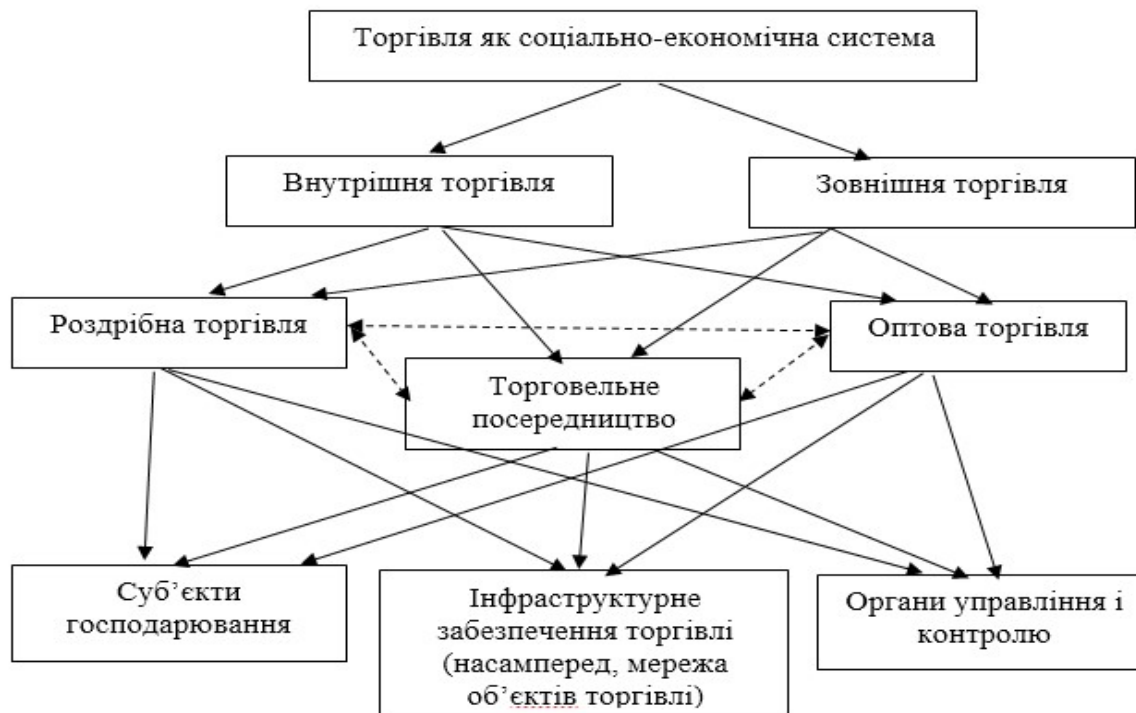 Торгівля як соціально-економічна система
Внутрішня торгівля
Зовнішня торгівля
Роздрібна торгівля
Оптова торгівля
Торговельне
посередництво
Суб’єкти
господарювання
Інфраструктурне
забезпечення торгівлі
(насамперед, мережа
об’єктів торгівлі)
Органи управління і
контролю